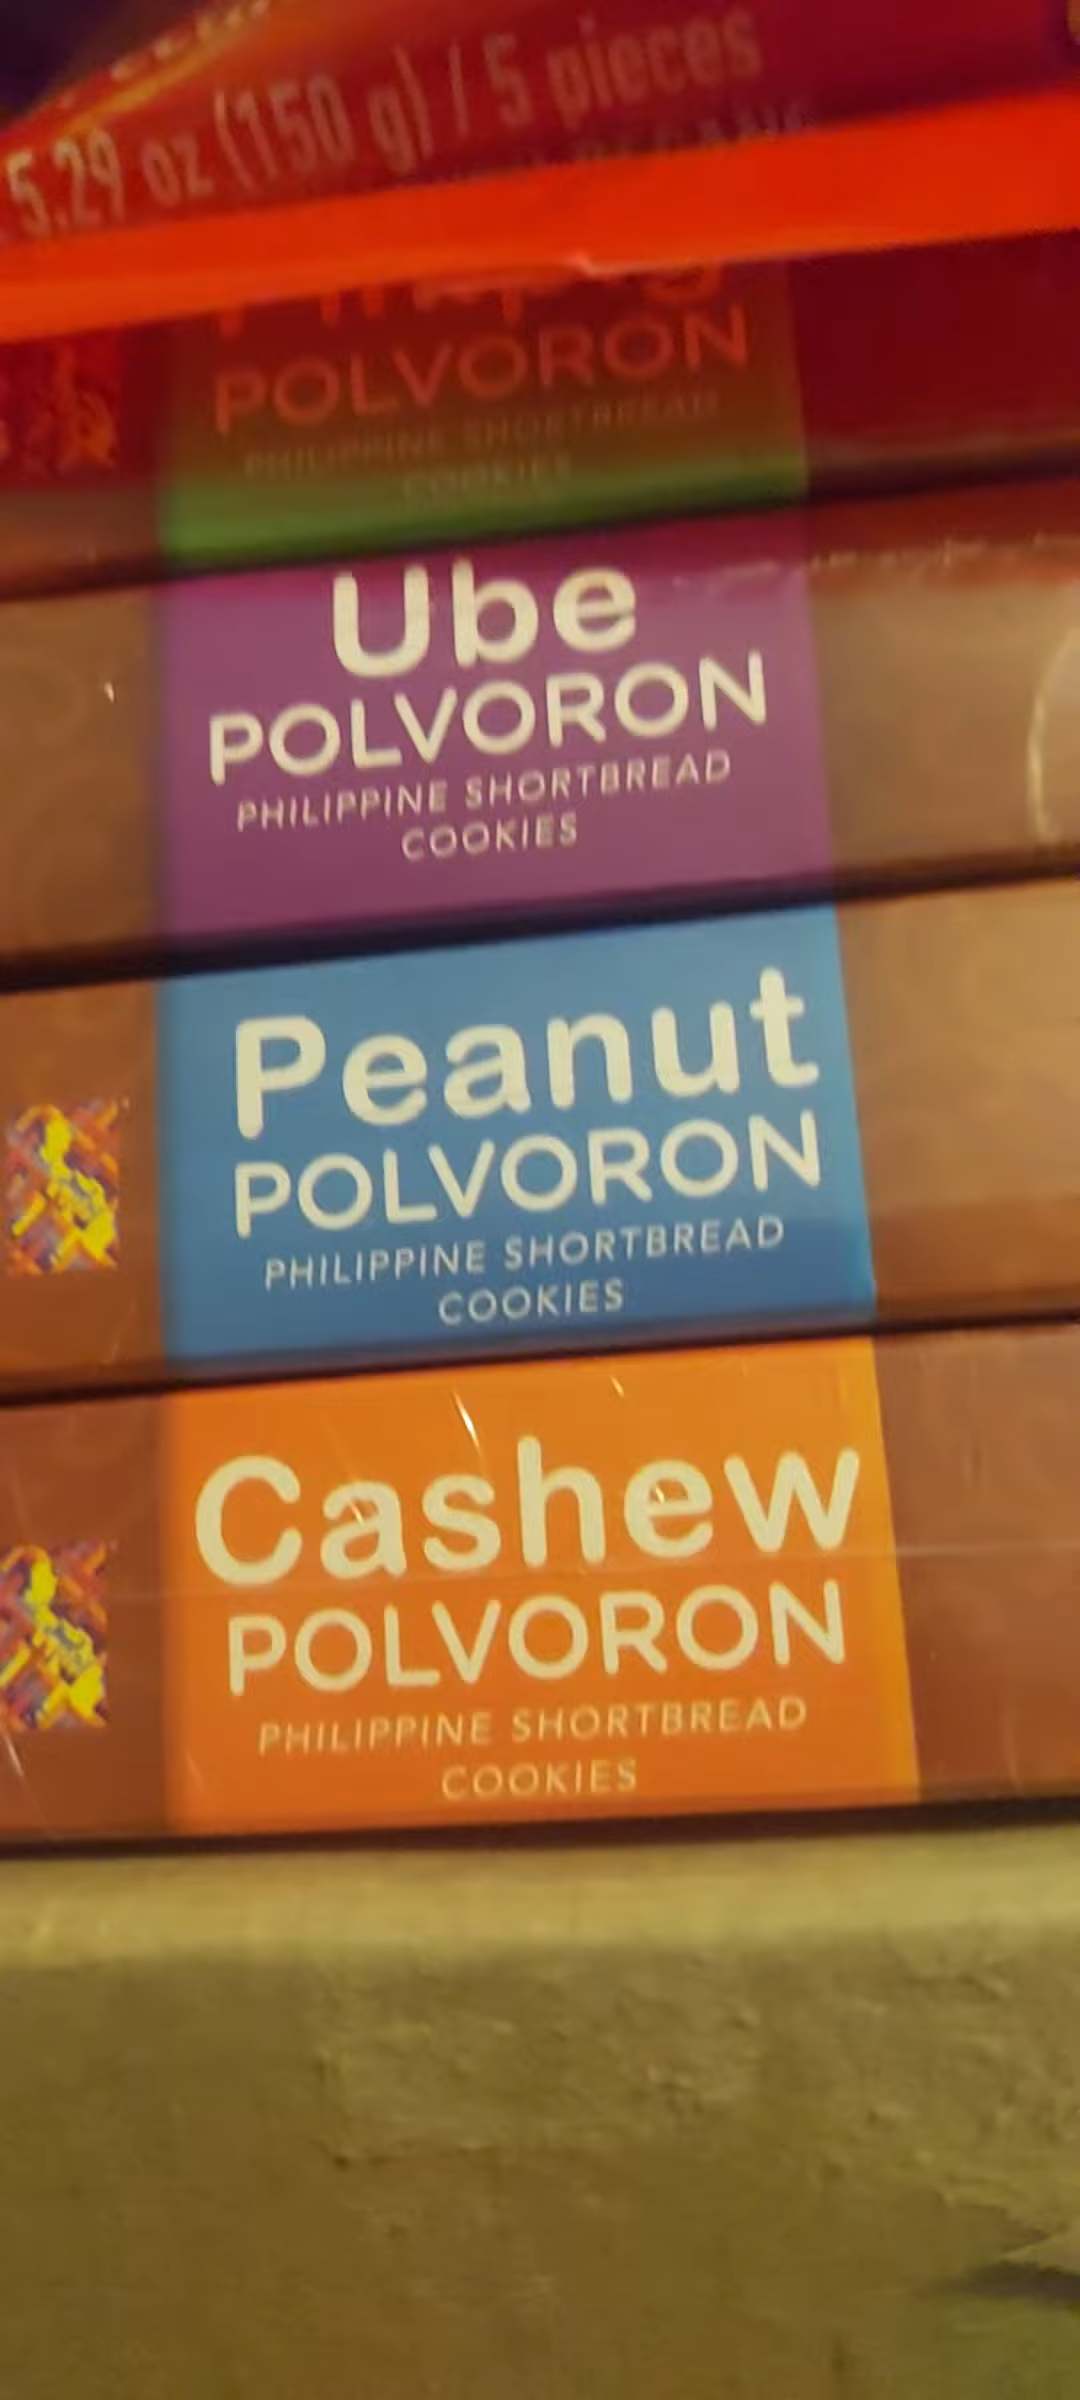 5.29 oz (150 g) / 5 pieces
POLVORON
PHILIPPINE SHORTBREAD
COOKIES
Ube
POLVORON
PHILIPPINE SHORTBREAD
COOKIES
Peanut
POLVORON
PHILIPPINE SHORTBREAD
COOKIES
Cashew
POLVORON
PHILIPPINE SHORTBREAD
COOKIES